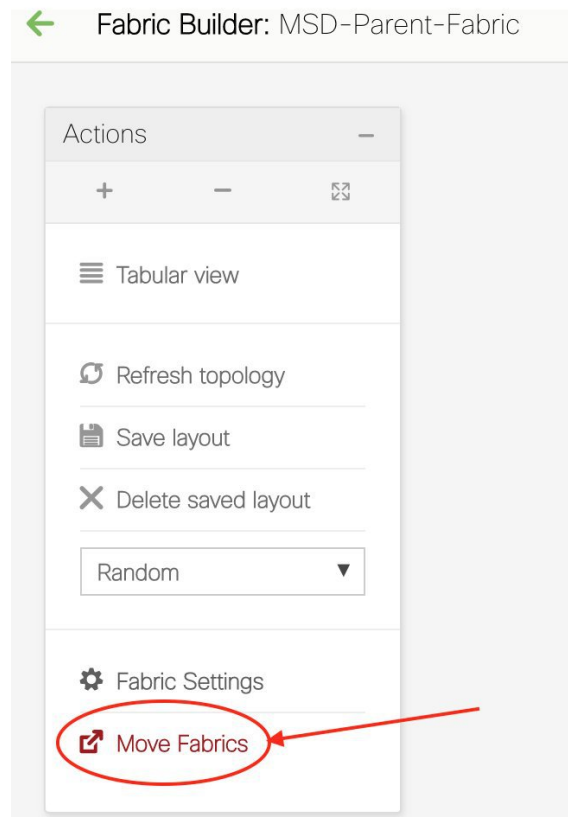 Fabric Builder: MSD-Parent-Fabric
Actions
Tabular view
Refresh topology
Save layout
Delete saved layout
Random
Fabric Settings
Move Fabrics